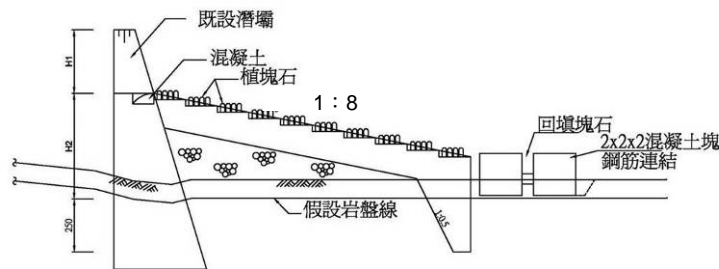 既設潛壩
混凝土
植塊石
1：8
回填塊石
2x2x2混凝土塊
鋼筋連結
H1
H2
250
假設岩盤線
1:0.5